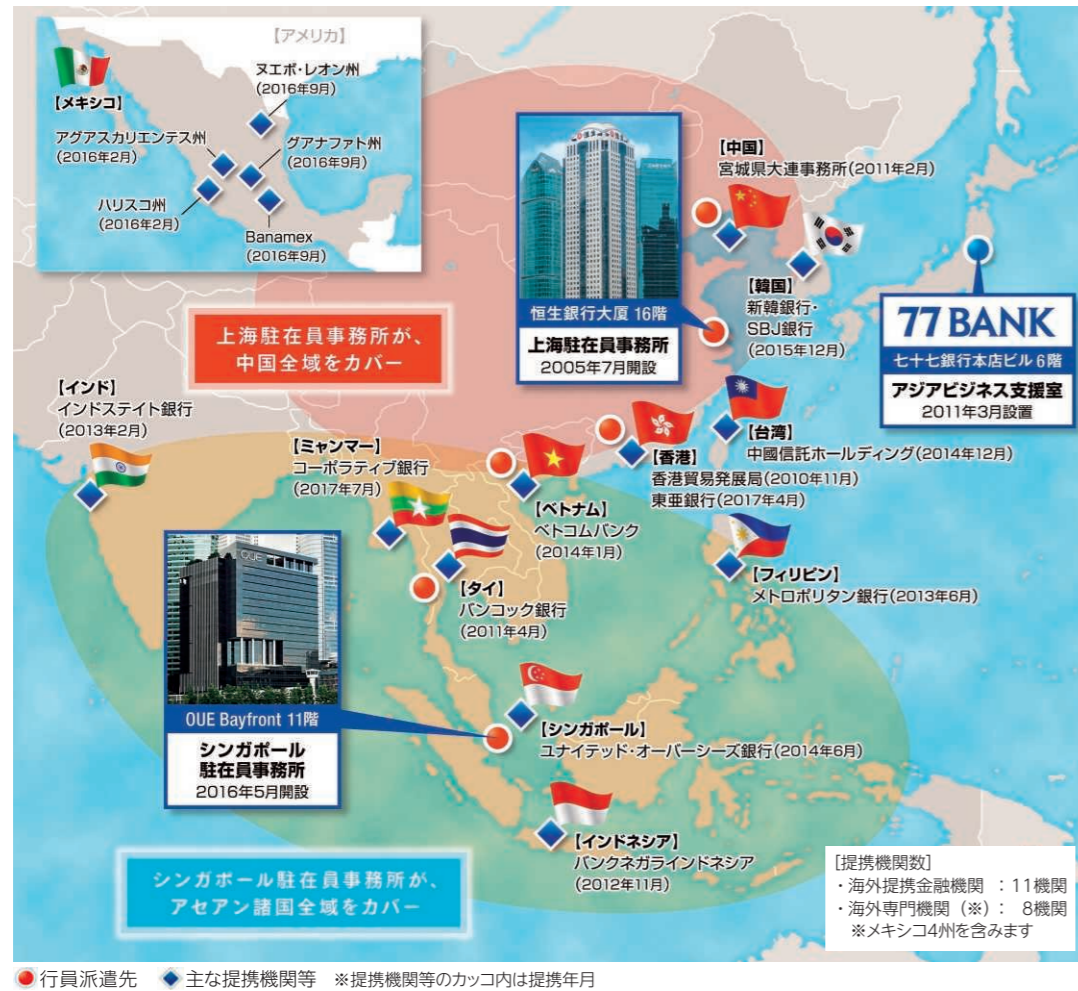 【アメリカ】
【メキシコ】
ヌエボ・レオン州
(2016年9月)
アグアスカリエンテス州
(2016年2月)
グアナファト州
(2016年9月)
ハリスコ州
(2016年2月)
Banamex
(2016年9月)
【中国】
宮城県大連事務所(2011年2月)
恒生銀行大厦 16階
上海駐在員事務所
2005年7月開設
【韓国】
新韓銀行・
SBJ銀行
(2015年12月)
77 BANK
七十七銀行本店ビル 6階
アジアビジネス支援室
2011年3月設置
上海駐在員事務所が、
中国全域をカバー
【インド】
インドステイト銀行
(2013年2月)
【ミャンマー】
コーポラティブ銀行
(2017年7月)
【ベトナム】
ベトコムバンク
(2014年1月)
【香港】
香港貿易発展局(2010年11月)
東亜銀行(2017年4月)
【台湾】
中國信託ホールディング(2014年12月)
【タイ】
バンコック銀行
(2011年4月)
【フィリピン】
メトロポリタン銀行(2013年6月)
OUE
OUE Bayfront 11階
シンガポール
駐在員事務所
2016年5月開設
【シンガポール】
ユナイテッド・オーバーシーズ銀行(2014年6月)
【インドネシア】
バンクネガラインドネシア
(2012年11月)
シンガポール駐在員事務所が、
アセアン諸国全域をカバー
[提携機関数]
・海外提携金融機関 : 11機関
・海外専門機関 (※) : 8機関
※メキシコ4州を含みます
行員派遣先 主な提携機関等 ※提携機関等のカッコ内は提携年月